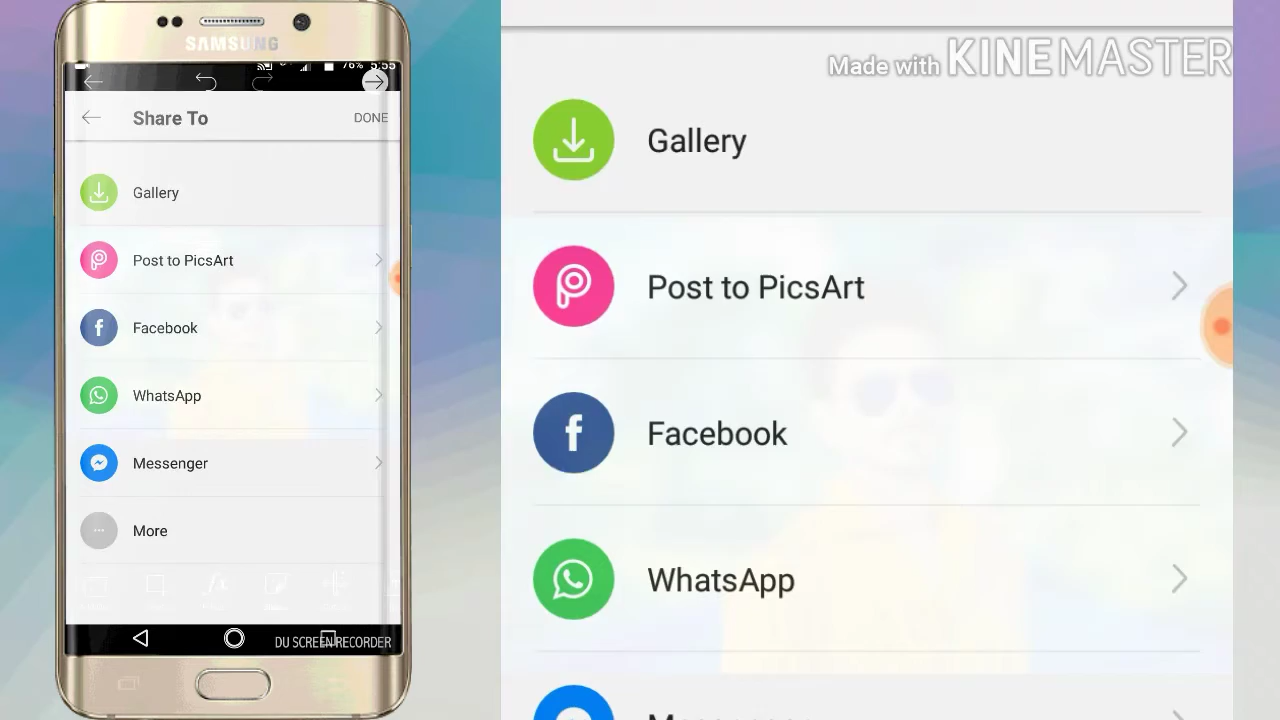 SAMSUNG
76% 5:55
Share To
DONE
Gallery
Post to PicsArt
Facebook
WhatsApp
Messenger
More
DU SCREEN RECORDER
Made with KINEMASTER
Gallery
Post to PicsArt
Facebook
WhatsApp